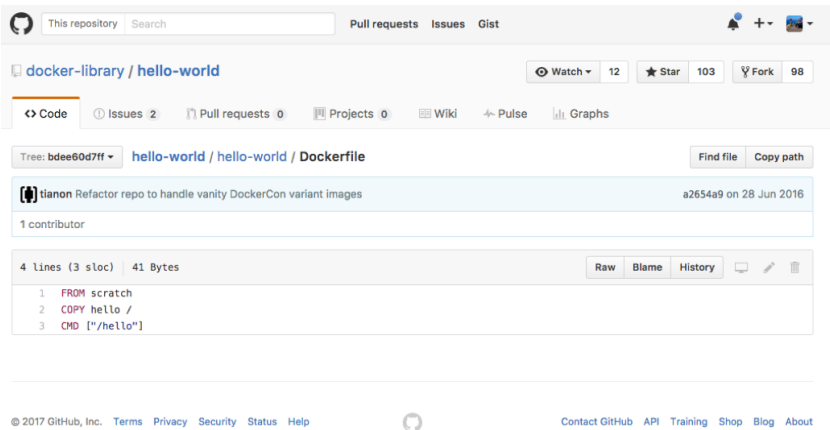 This repository Search Pull requests Issues Gist
docker-library / hello-world Watch 12 Star 103 Fork 98
Code Issues 2 Pull requests 0 Projects 0 Wiki Pulse Graphs
Tree: bdee60d7ff hello-world / hello-world / Dockerfile Find file Copy path
tianon Refactor repo to handle vanity DockerCon variant images a2654a9 on 28 Jun 2016
1 contributor
4 lines (3 sloc) 41 Bytes Raw Blame History
1 FROM scratch
2 COPY hello /
3 CMD ["/hello"]
© 2017 GitHub, Inc. Terms Privacy Security Status Help Contact GitHub API Training Shop Blog About